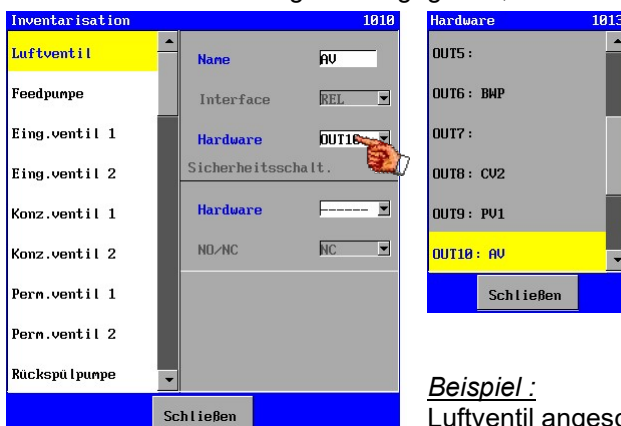 Inventarisation 1010
Luftventil
Feedpumpe
Eing.ventil 1
Eing.ventil 2
Konz.ventil 1
Konz.ventil 2
Perm.ventil 1
Perm.ventil 2
Rückspülpumpe
Name AV
Interface REL
Hardware OUT10
Sicherheitsschalt.
Hardware ------
NO/NC NC
Schließen
Hardware 1013
OUT5:
OUT6: BWP
OUT7:
OUT8: CV2
OUT9: PV1
OUT10: AV
Schließen
Beispiel :
Luftventil